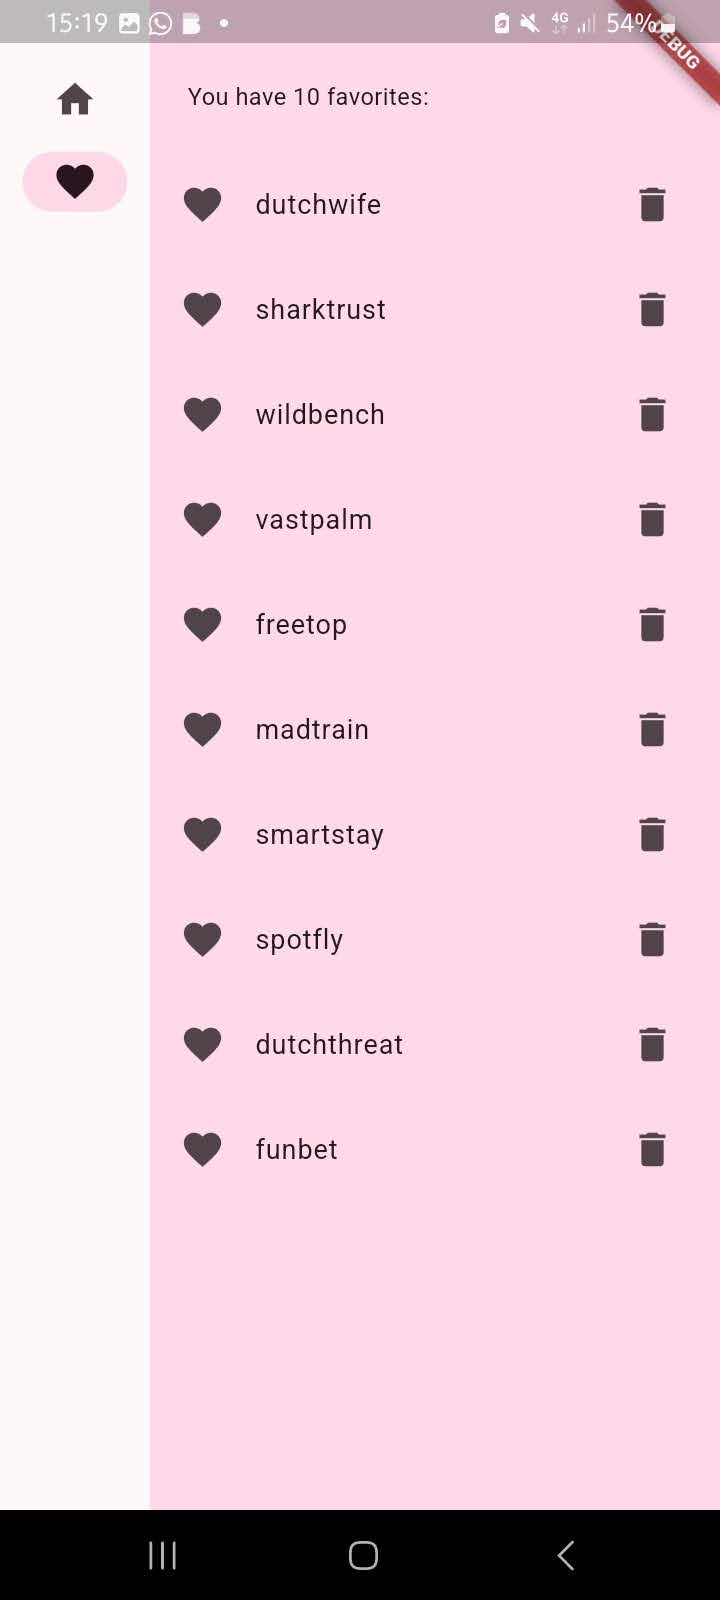 15:19
4G
54%
DEBUG
You have 10 favorites:
dutchwife
sharktrust
wildbench
vastpalm
freetop
madtrain
smartstay
spotfly
dutchthreat
funbet